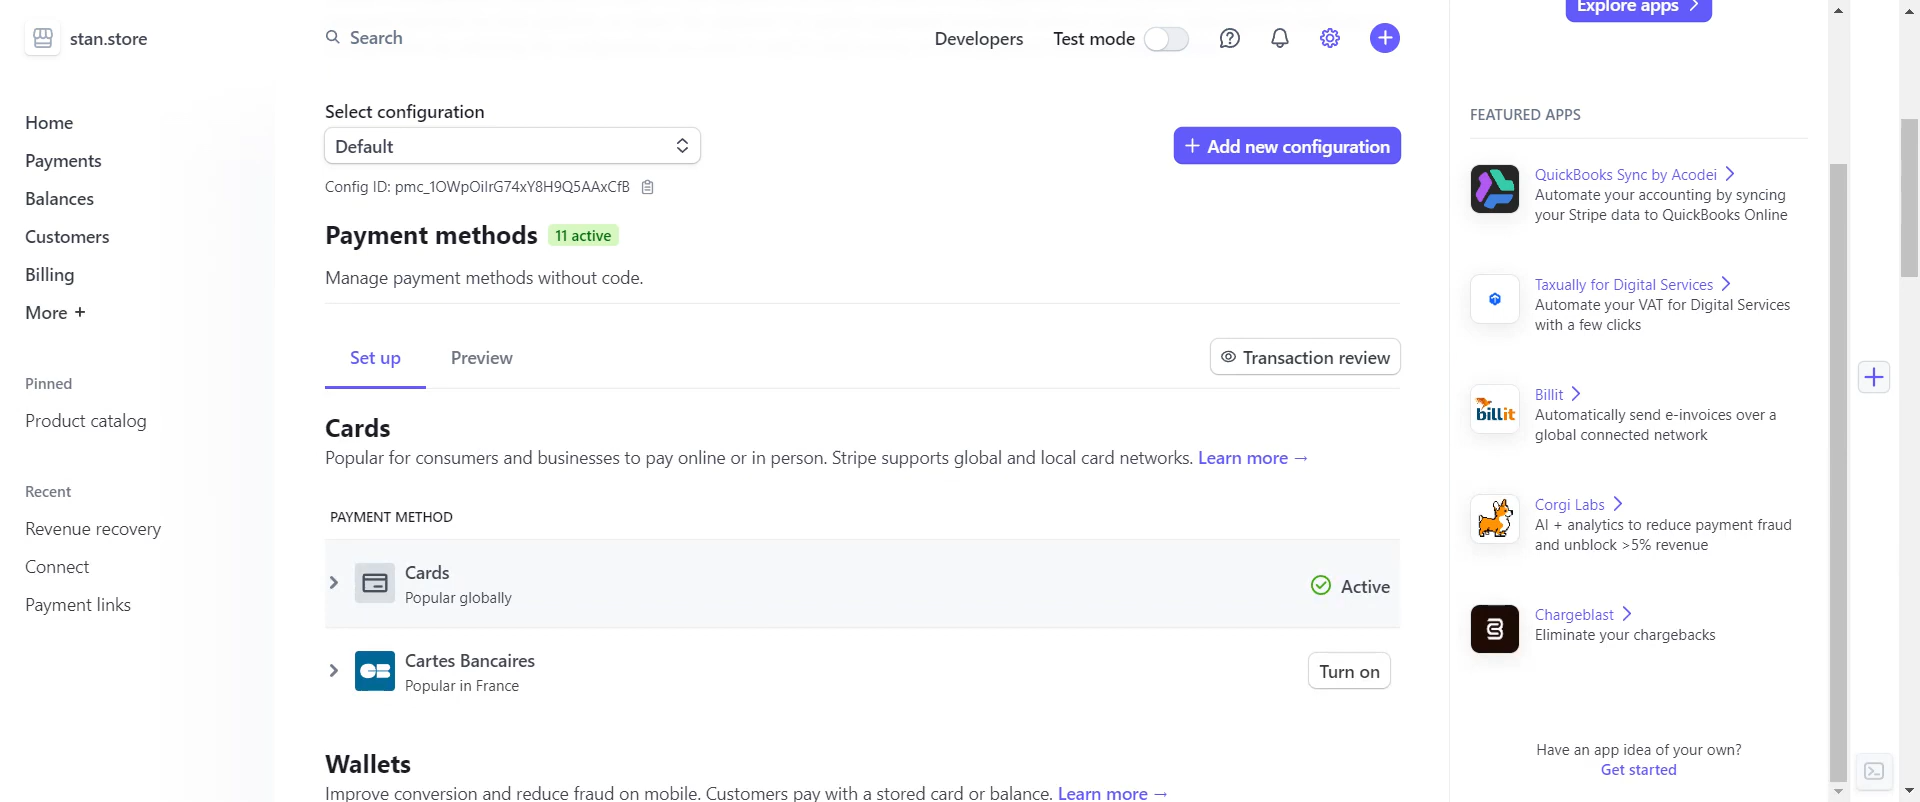 stan.store
Home
Payments
Balances
Customers
Billing
More +
Pinned
Product catalog
Recent
Revenue recovery
Connect
Payment links
Search
Developers
Test mode
Select configuration
Default
+ Add new configuration
Config ID: pmc_1OWpOiIrG74xY8H9Q5AAxCfB
Payment methods
11 active
Manage payment methods without code.
Set up
Preview
Transaction review
Cards
Popular for consumers and businesses to pay online or in person. Stripe supports global and local card networks. Learn more →
PAYMENT METHOD
Cards
Popular globally
Active
Cartes Bancaires
Popular in France
Turn on
Wallets
Improve conversion and reduce fraud on mobile. Customers pay with a stored card or balance. Learn more →
Explore apps
FEATURED APPS
QuickBooks Sync by Acodei
Automate your accounting by syncing
your Stripe data to QuickBooks Online
Taxually for Digital Services
Automate your VAT for Digital Services
with a few clicks
billit
Billit
Automatically send e-invoices over a
global connected network
Corgi Labs
AI + analytics to reduce payment fraud
and unblock >5% revenue
Chargeblast
Eliminate your chargebacks
Have an app idea of your own?
Get started